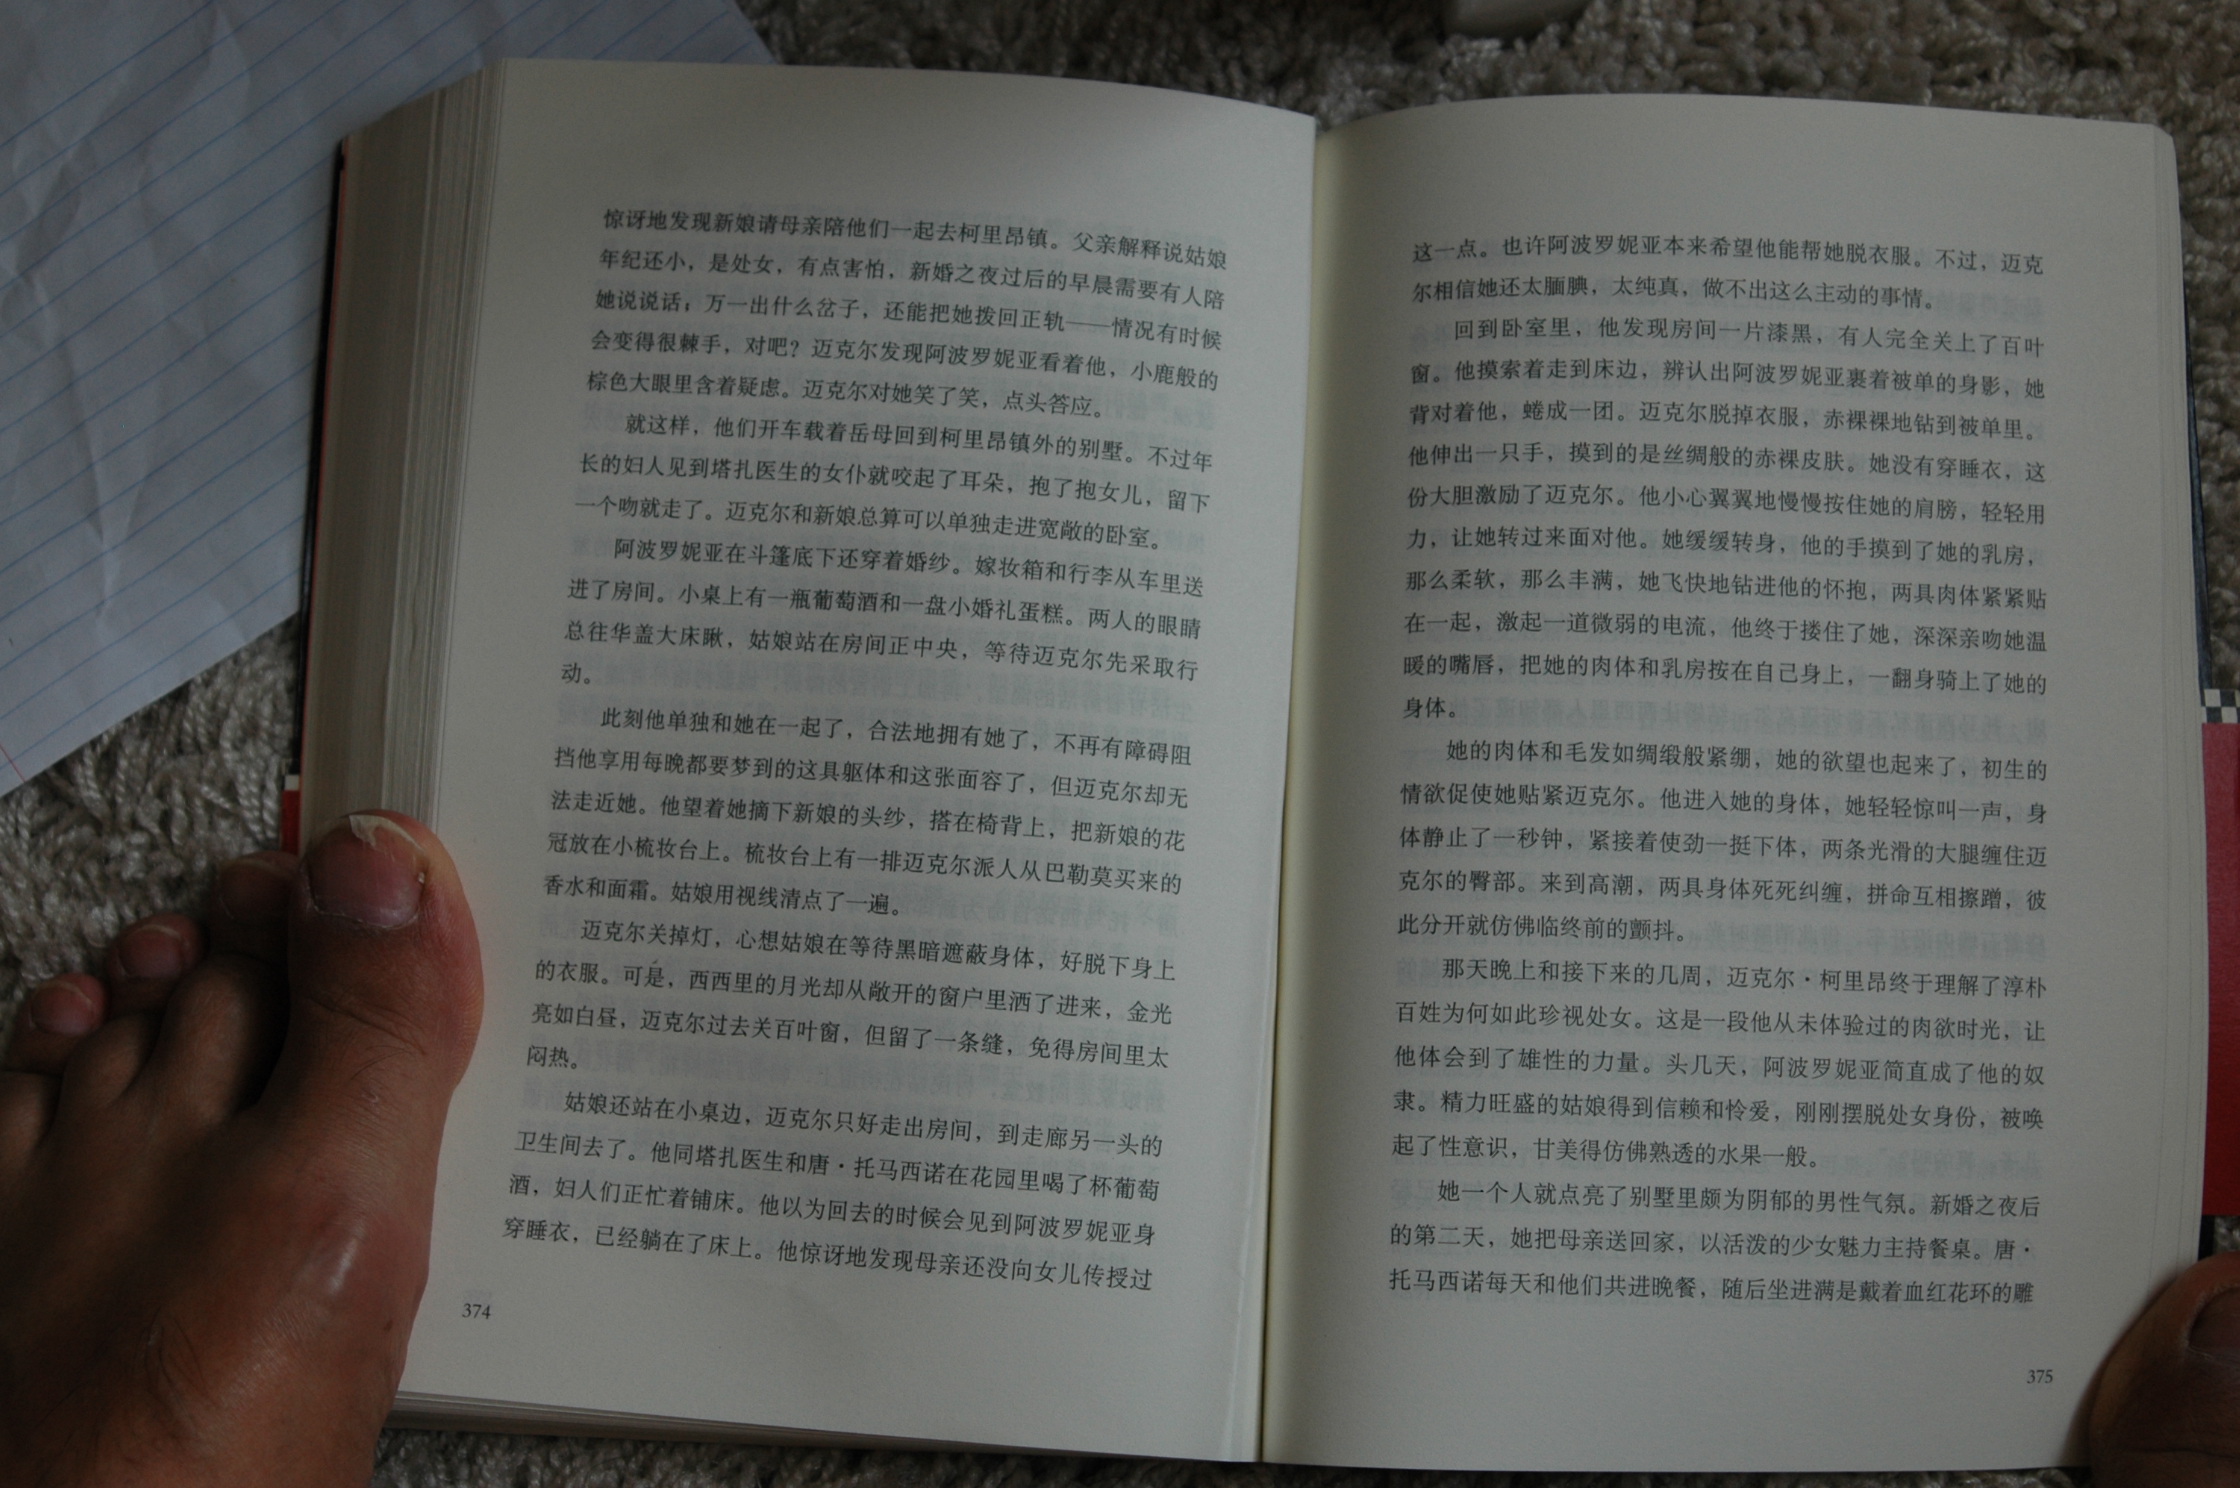 惊讶地发现新娘请母亲陪他们一起去柯里昂镇。父亲解释说姑娘
年纪还小，是处女，有点害怕，新婚之夜过后的早晨需要有人陪
她说说话，万一出什么岔子，还能把她拨回正轨——情况有时候
会变得很棘手，对吧？迈克尔发现阿波罗妮亚看着他，小鹿般的
棕色大眼里含着疑虑。迈克尔对她笑了笑，点头答应。
就这样，他们开车载着岳母回到柯里昂镇外的别墅。不过年
长的妇人见到塔扎医生的女仆就咬起了耳朵，抱了抱女儿，留下
一个吻就走了。迈克尔和新娘总算可以单独走进宽敞的卧室。
阿波罗妮亚在斗篷底下还穿着婚纱。嫁妆箱和行李从车里送
进了房间。小桌上有一瓶葡萄酒和一盘小婚礼蛋糕。两人的眼睛
总往华盖大床瞅，姑娘站在房间正中央，等待迈克尔先采取行
动。
此刻他单独和她在一起了，合法地拥有她了，不再有障碍阻
挡他享用每晚都要梦到的这具躯体和这张面容了，但迈克尔却无
法走近她。他望着她摘下新娘的头纱，搭在椅背上，把新娘的花
冠放在小梳妆台上。梳妆台上有一排迈克尔派人从巴勒莫买来的
香水和面霜。姑娘用视线清点了一遍。
迈克尔关掉灯，心想姑娘在等待黑暗遮蔽身体，好脱下身上
的衣服。可是，西西里的月光却从敞开的窗户里洒了进来，金光
亮如白昼，迈克尔过去关百叶窗，但留了一条缝，免得房间里太
闷热。
姑娘还站在小桌边，迈克尔只好走出房间，到走廊另一头的
卫生间去了。他同塔扎医生和唐·托马西诺在花园里喝了杯葡萄
酒，妇人们正忙着铺床。他以为回去的时候会见到阿波罗妮亚身
穿睡衣，已经躺在了床上。他惊讶地发现母亲还没向女儿传授过
374
这一点。也许阿波罗妮亚本来希望他能帮她脱衣服。不过，迈克
尔相信她还太腼腆，太纯真，做不出这么主动的事情。
回到卧室里，他发现房间一片漆黑，有人完全关上了百叶
窗。他摸索着走到床边，辨认出阿波罗妮亚裹着被单的身影，她
背对着他，蜷成一团。迈克尔脱掉衣服，赤裸裸地钻到被单里。
他伸出一只手，摸到的是丝绸般的赤裸皮肤。她没有穿睡衣，这
份大胆激励了迈克尔。他小心翼翼地慢慢按住她的肩膀，轻轻用
力，让她转过来面对他。她缓缓转身，他的手摸到了她的乳房，
那么柔软，那么丰满，她飞快地钻进他的怀抱，两具肉体紧紧贴
在一起，激起一道微弱的电流，他终于搂住了她，深深亲吻她温
暖的嘴唇，把她的肉体和乳房按在自己身上，一翻身骑上了她的
身体。
她的肉体和毛发如绸缎般紧绷，她的欲望也起来了，初生的
情欲促使她贴紧迈克尔。他进入她的身体，她轻轻惊叫一声，身
体静止了一秒钟，紧接着使劲一挺下体，两条光滑的大腿缠住迈
克尔的臀部。来到高潮，两具身体死死纠缠，拼命互相擦蹭，彼
此分开就仿佛临终前的颤抖。
那天晚上和接下来的几周，迈克尔·柯里昂终于理解了淳朴
百姓为何如此珍视处女。这是一段他从未体验过的肉欲时光，让
他体会到了雄性的力量。头几天，阿波罗妮亚简直成了他的奴
隶。精力旺盛的姑娘得到信赖和怜爱，刚刚摆脱处女身份，被唤
起了性意识，甘美得仿佛熟透的水果一般。
她一个人就点亮了别墅里颇为阴郁的男性气氛。新婚之夜后
的第二天，她把母亲送回家，以活泼的少女魅力主持餐桌。唐·
托马西诺每天和他们共进晚餐，随后坐进满是戴着血红花环的雕
375